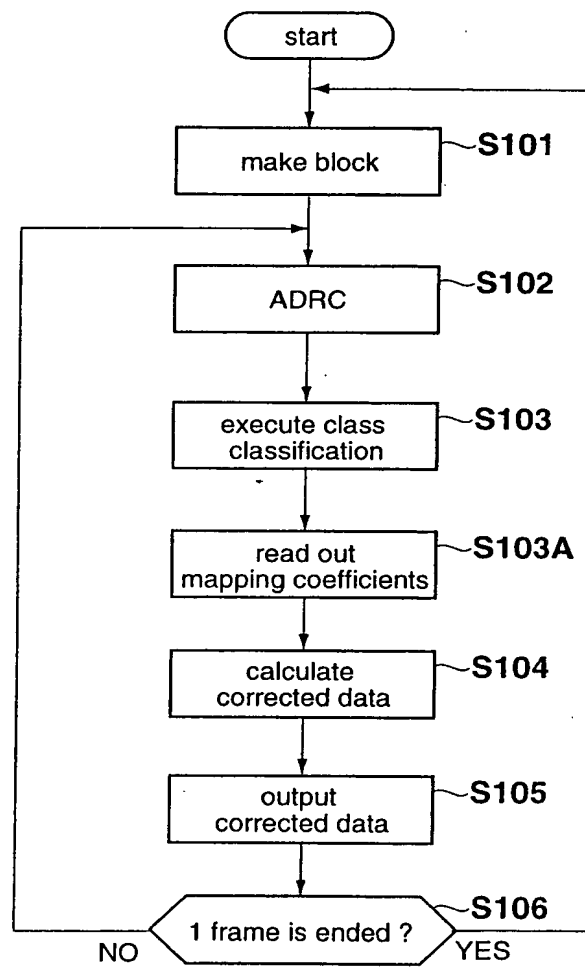 start
make block
S101
ADRC
S102
execute class
classification
S103
read out
mapping coefficients
S103A
calculate
corrected data
S104
output
corrected data
S105
1 frame is ended ?
S106
NO
YES